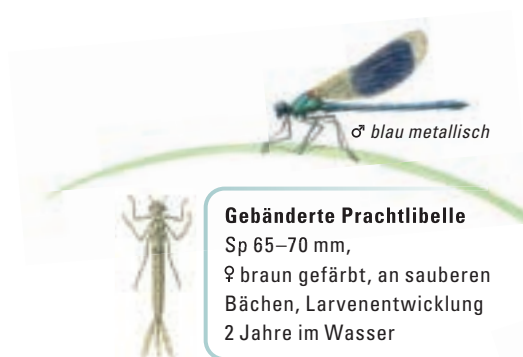 ♂ blau metallisch
Gebänderte Prachtlibelle
Sp 65–70 mm,
♀ braun gefärbt, an sauberen
Bächen, Larvenentwicklung
2 Jahre im Wasser